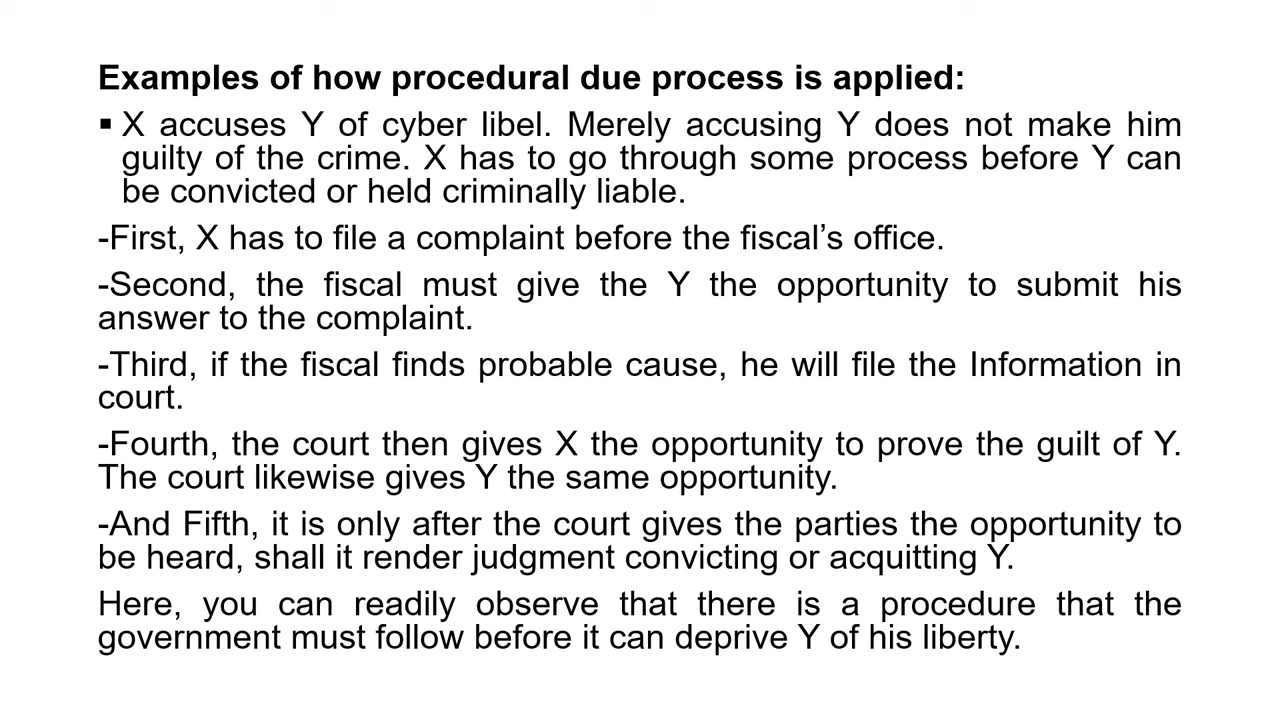 Examples of how procedural due process is applied:
▪ X accuses Y of cyber libel. Merely accusing Y does not make him
guilty of the crime. X has to go through some process before Y can
be convicted or held criminally liable.
-First, X has to file a complaint before the fiscal’s office.
-Second, the fiscal must give the Y the opportunity to submit his
answer to the complaint.
-Third, if the fiscal finds probable cause, he will file the Information in
court.
-Fourth, the court then gives X the opportunity to prove the guilt of Y.
The court likewise gives Y the same opportunity.
-And Fifth, it is only after the court gives the parties the opportunity to
be heard, shall it render judgment convicting or acquitting Y.
Here, you can readily observe that there is a procedure that the
government must follow before it can deprive Y of his liberty.